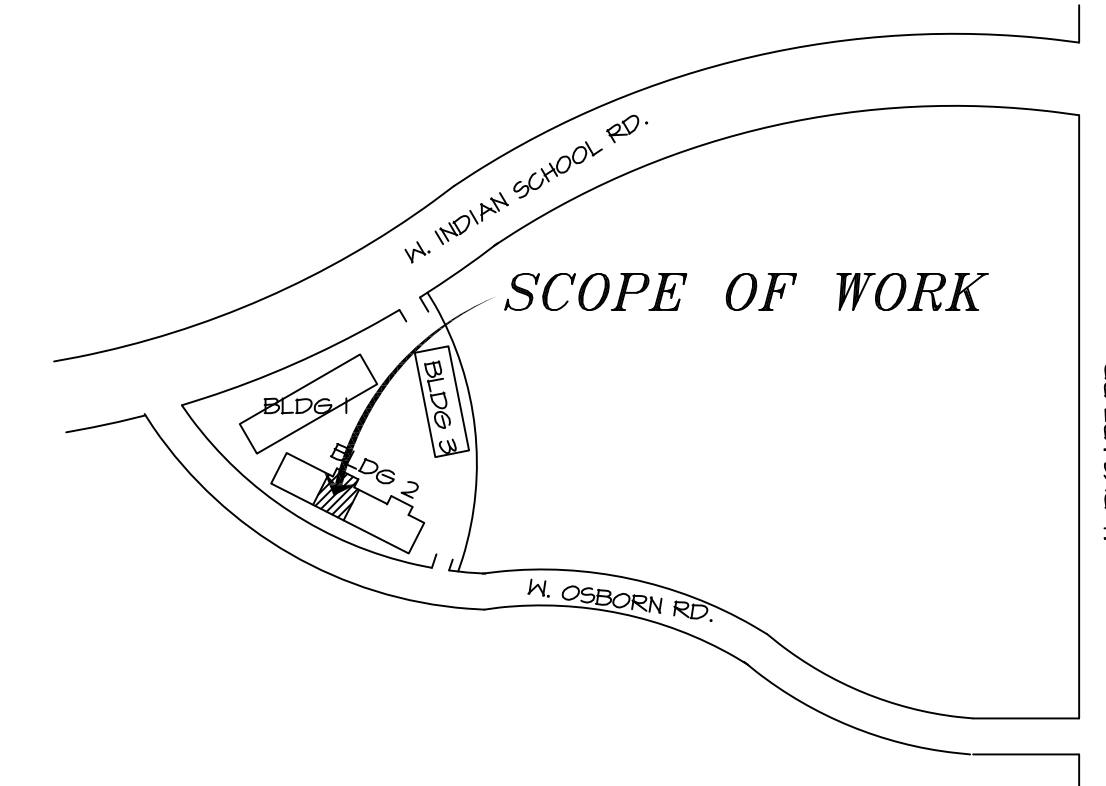 W. INDIAN SCHOOL RD.
SCOPE OF WORK
BLDG 1
BLDG 3
BLDG 2
W. OSBORN RD.